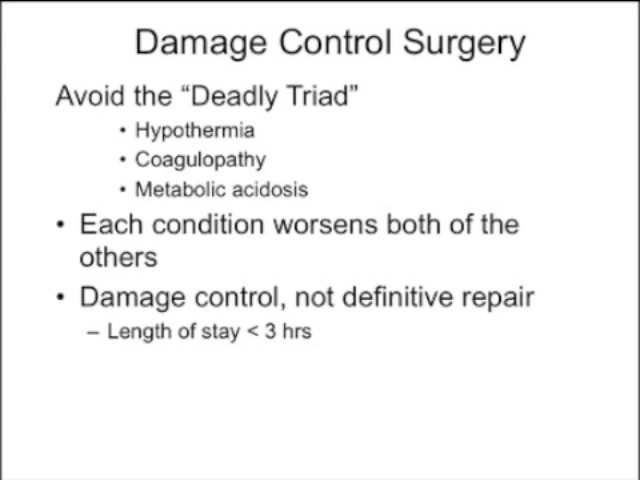 Damage Control Surgery
Avoid the “Deadly Triad”
• Hypothermia
• Coagulopathy
• Metabolic acidosis
• Each condition worsens both of the
others
• Damage control, not definitive repair
– Length of stay < 3 hrs